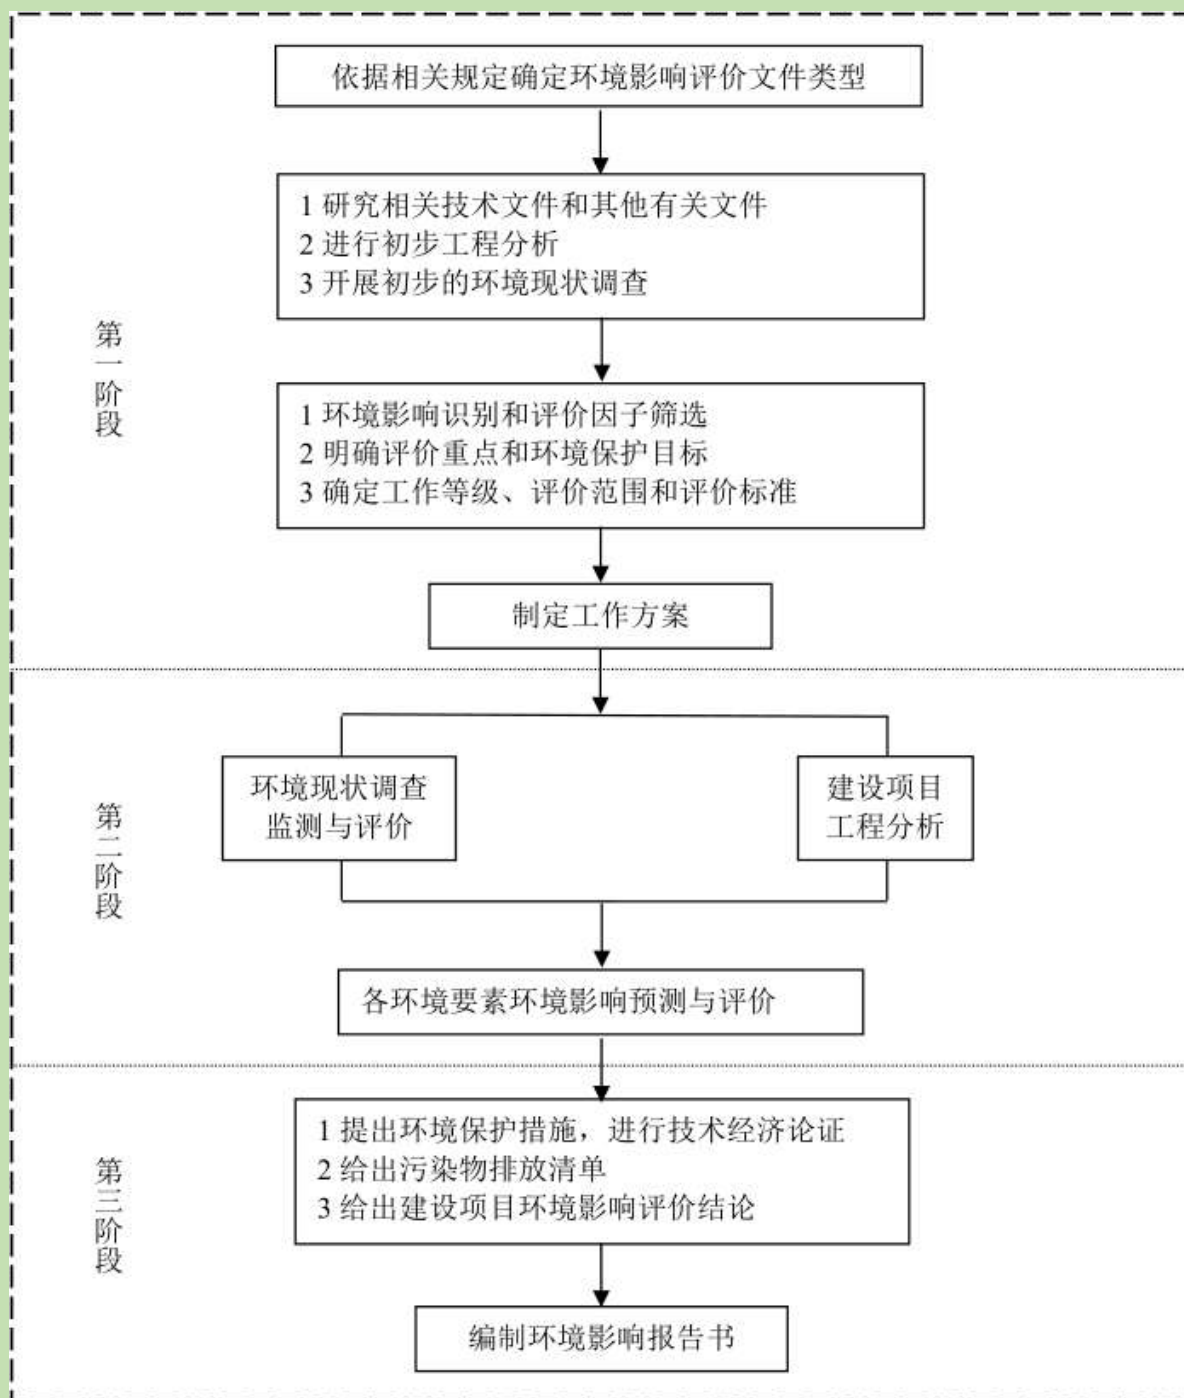 依据相关规定确定环境影响评价文件类型
1 研究相关技术文件和其他有关文件
2 进行初步工程分析
3 开展初步的环境现状调查
第一阶段
1 环境影响识别和评价因子筛选
2 明确评价重点和环境保护目标
3 确定工作等级、评价范围和评价标准
制定工作方案
环境现状调查
监测与评价
建设项目
工程分析
第二阶段
各环境要素环境影响预测与评价
1 提出环境保护措施，进行技术经济论证
2 给出污染物排放清单
3 给出建设项目环境影响评价结论
第三阶段
编制环境影响报告书